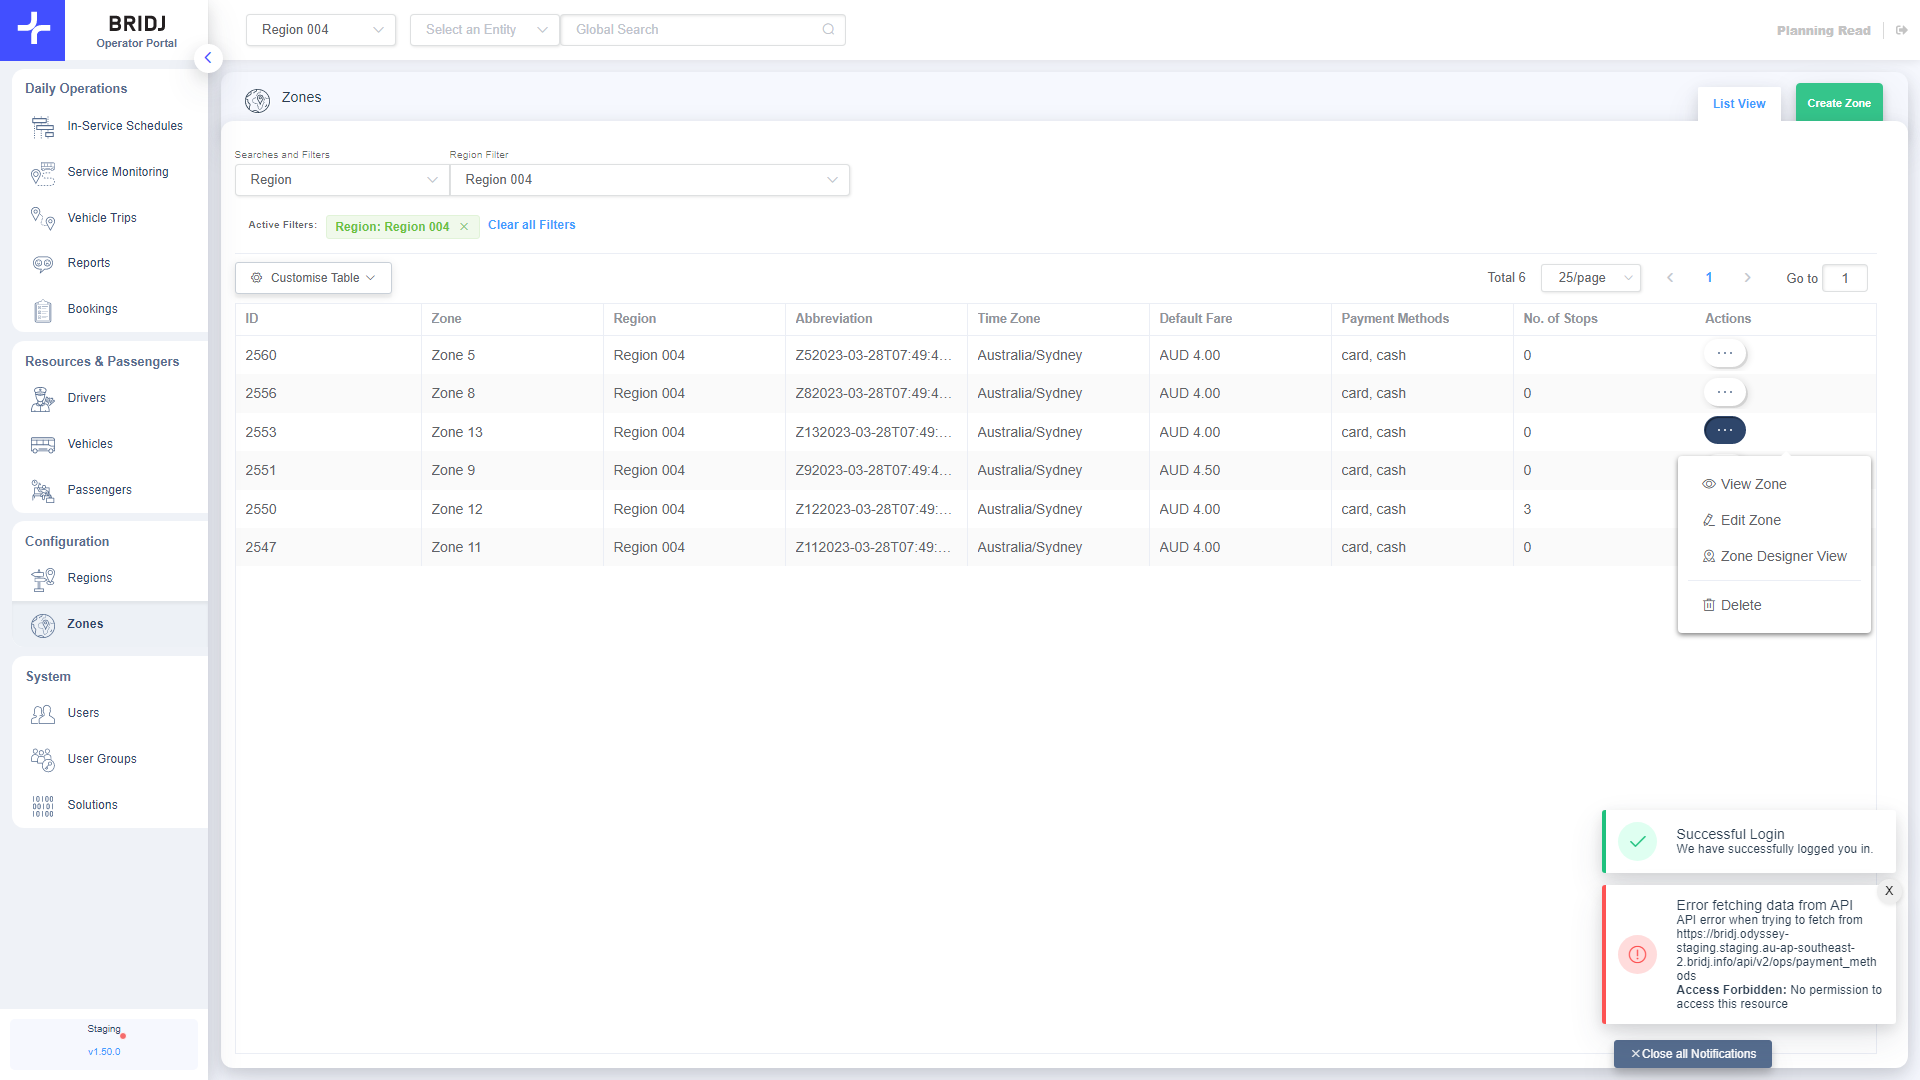 BRIDJ
Operator Portal
Region 004
Select an Entity
Global Search
Planning Read
Daily Operations
In-Service Schedules
Service Monitoring
Vehicle Trips
Reports
Bookings
Resources & Passengers
Drivers
Vehicles
Passengers
Configuration
Regions
Zones
System
Users
User Groups
Solutions
Staging
v1.50.0
Zones
List View
Create Zone
Searches and Filters
Region Filter
Region
Region 004
Active Filters:
Region: Region 004
Clear all Filters
Customise Table
Total 6
25/page
1
Go to
1
ID Zone Region Abbreviation Time Zone Default Fare Payment Methods No. of Stops Actions
2560 Zone 5 Region 004 Z52023-03-28T07:49:4... Australia/Sydney AUD 4.00 card, cash 0 ...
2556 Zone 8 Region 004 Z82023-03-28T07:49:4... Australia/Sydney AUD 4.00 card, cash 0 ...
2553 Zone 13 Region 004 Z132023-03-28T07:49:... Australia/Sydney AUD 4.00 card, cash 0 ...
2551 Zone 9 Region 004 Z92023-03-28T07:49:4... Australia/Sydney AUD 4.50 card, cash 0
2550 Zone 12 Region 004 Z122023-03-28T07:49:... Australia/Sydney AUD 4.00 card, cash 3
2547 Zone 11 Region 004 Z112023-03-28T07:49:... Australia/Sydney AUD 4.00 card, cash 0
View Zone
Edit Zone
Zone Designer View
Delete
Successful Login
We have successfully logged you in.
X
Error fetching data from API
API error when trying to fetch from
https://bridj.odyssey-
staging.staging.au-ap-southeast-
2.bridj.info/api/v2/ops/payment_meth
ods
Access Forbidden: No permission to
access this resource
Close all Notifications